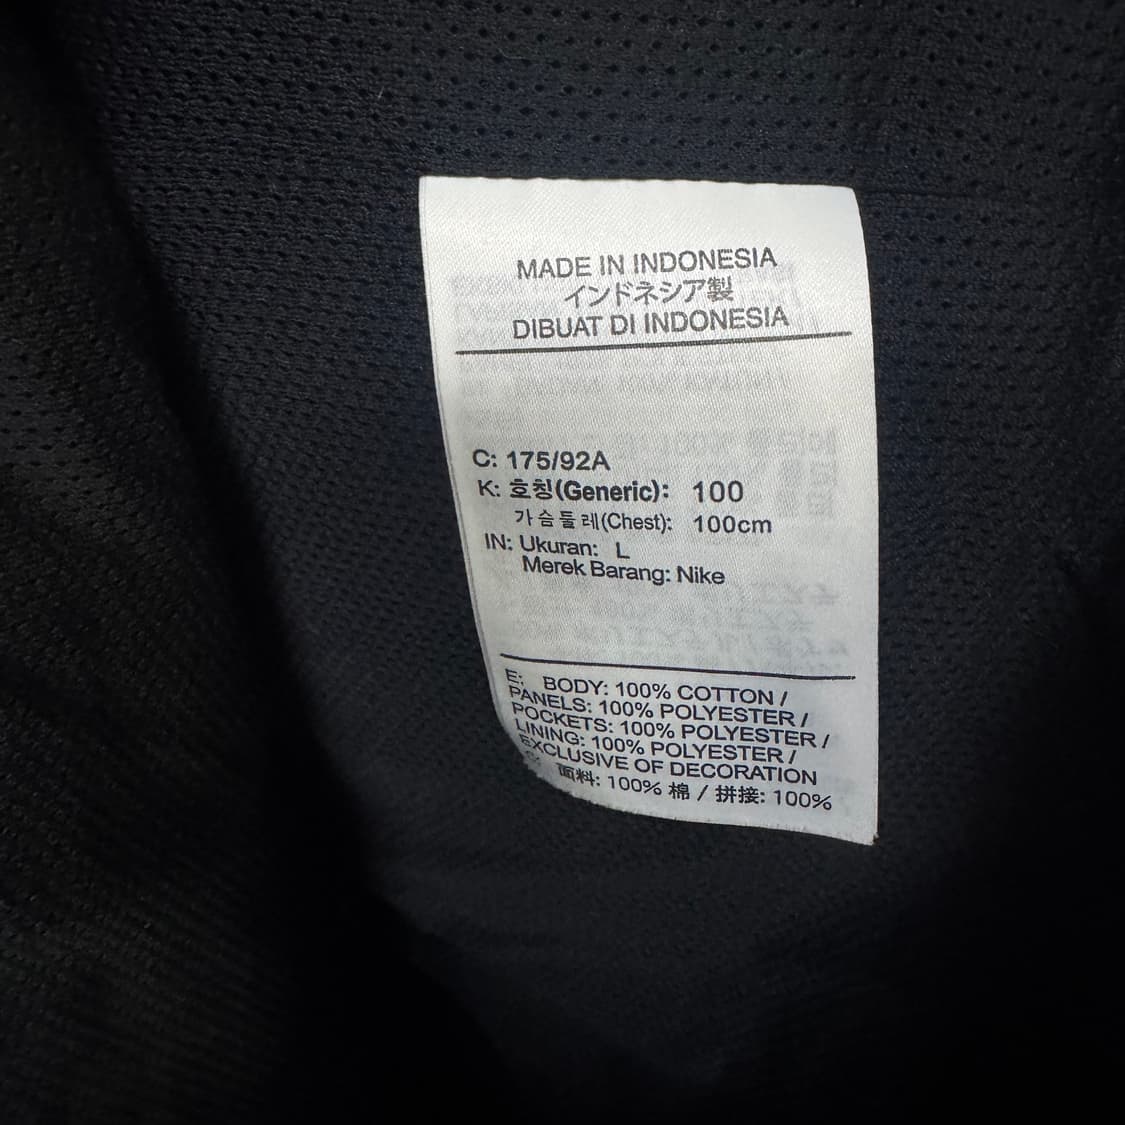 MADE IN INDONESIA
インドネシア製
DIBUAT DI INDONESIA
C: 175/92A
K: 호칭(Generic): 100
가슴둘레(Chest): 100cm
IN: Ukuran: L
Merek Barang: Nike
E: BODY: 100% COTTON /
PANELS: 100% POLYESTER /
POCKETS: 100% POLYESTER /
LINING: 100% POLYESTER /
EXCLUSIVE OF DECORATION
面料: 100% 棉 / 拼接: 100%